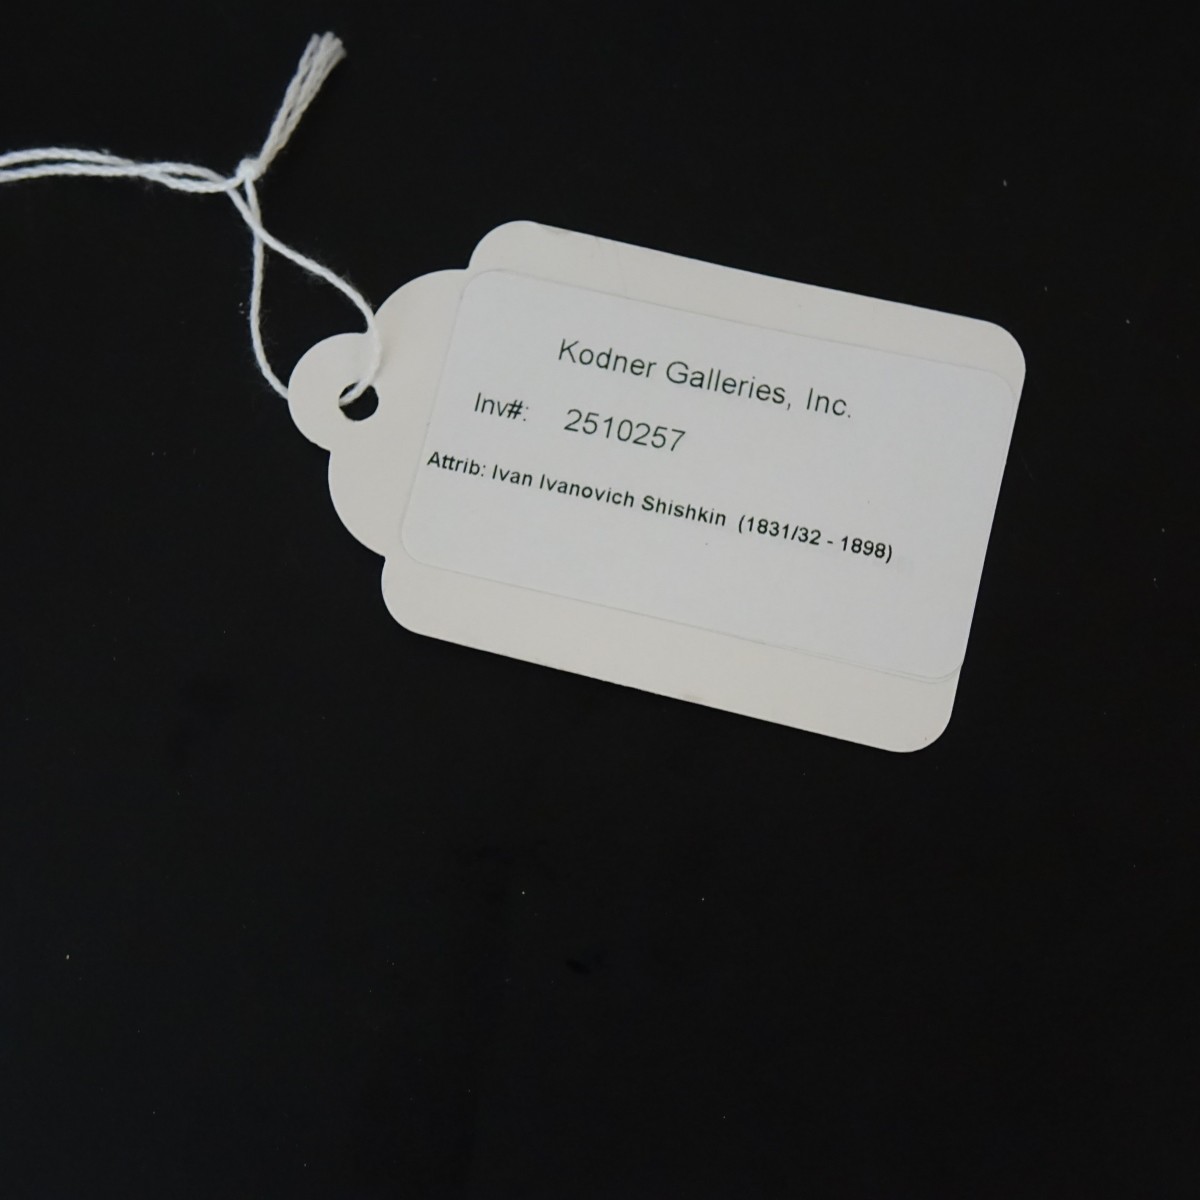 Kodner Galleries, Inc.
Inv#: 2510257
Attrib: Ivan Ivanovich Shishkin (1831/32 - 1898)